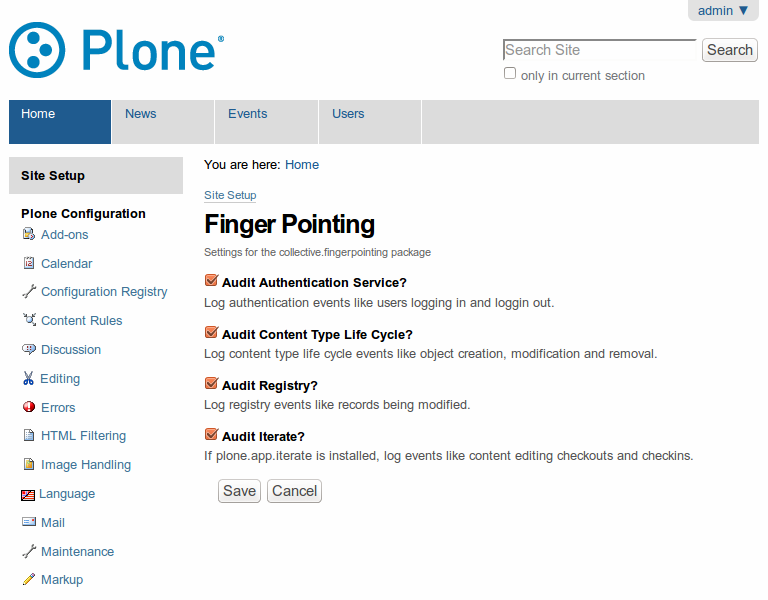 admin ▼
Plone®
Search Site
Search
only in current section
Home
News
Events
Users
Site Setup
Plone Configuration
Add-ons
Calendar
Configuration Registry
Content Rules
Discussion
Editing
Errors
HTML Filtering
Image Handling
Language
Mail
Maintenance
Markup
You are here: Home
Site Setup
Finger Pointing
Settings for the collective.fingerpointing package
Audit Authentication Service?
Log authentication events like users logging in and loggin out.
Audit Content Type Life Cycle?
Log content type life cycle events like object creation, modification and removal.
Audit Registry?
Log registry events like records being modified.
Audit Iterate?
If plone.app.iterate is installed, log events like content editing checkouts and checkins.
Save
Cancel